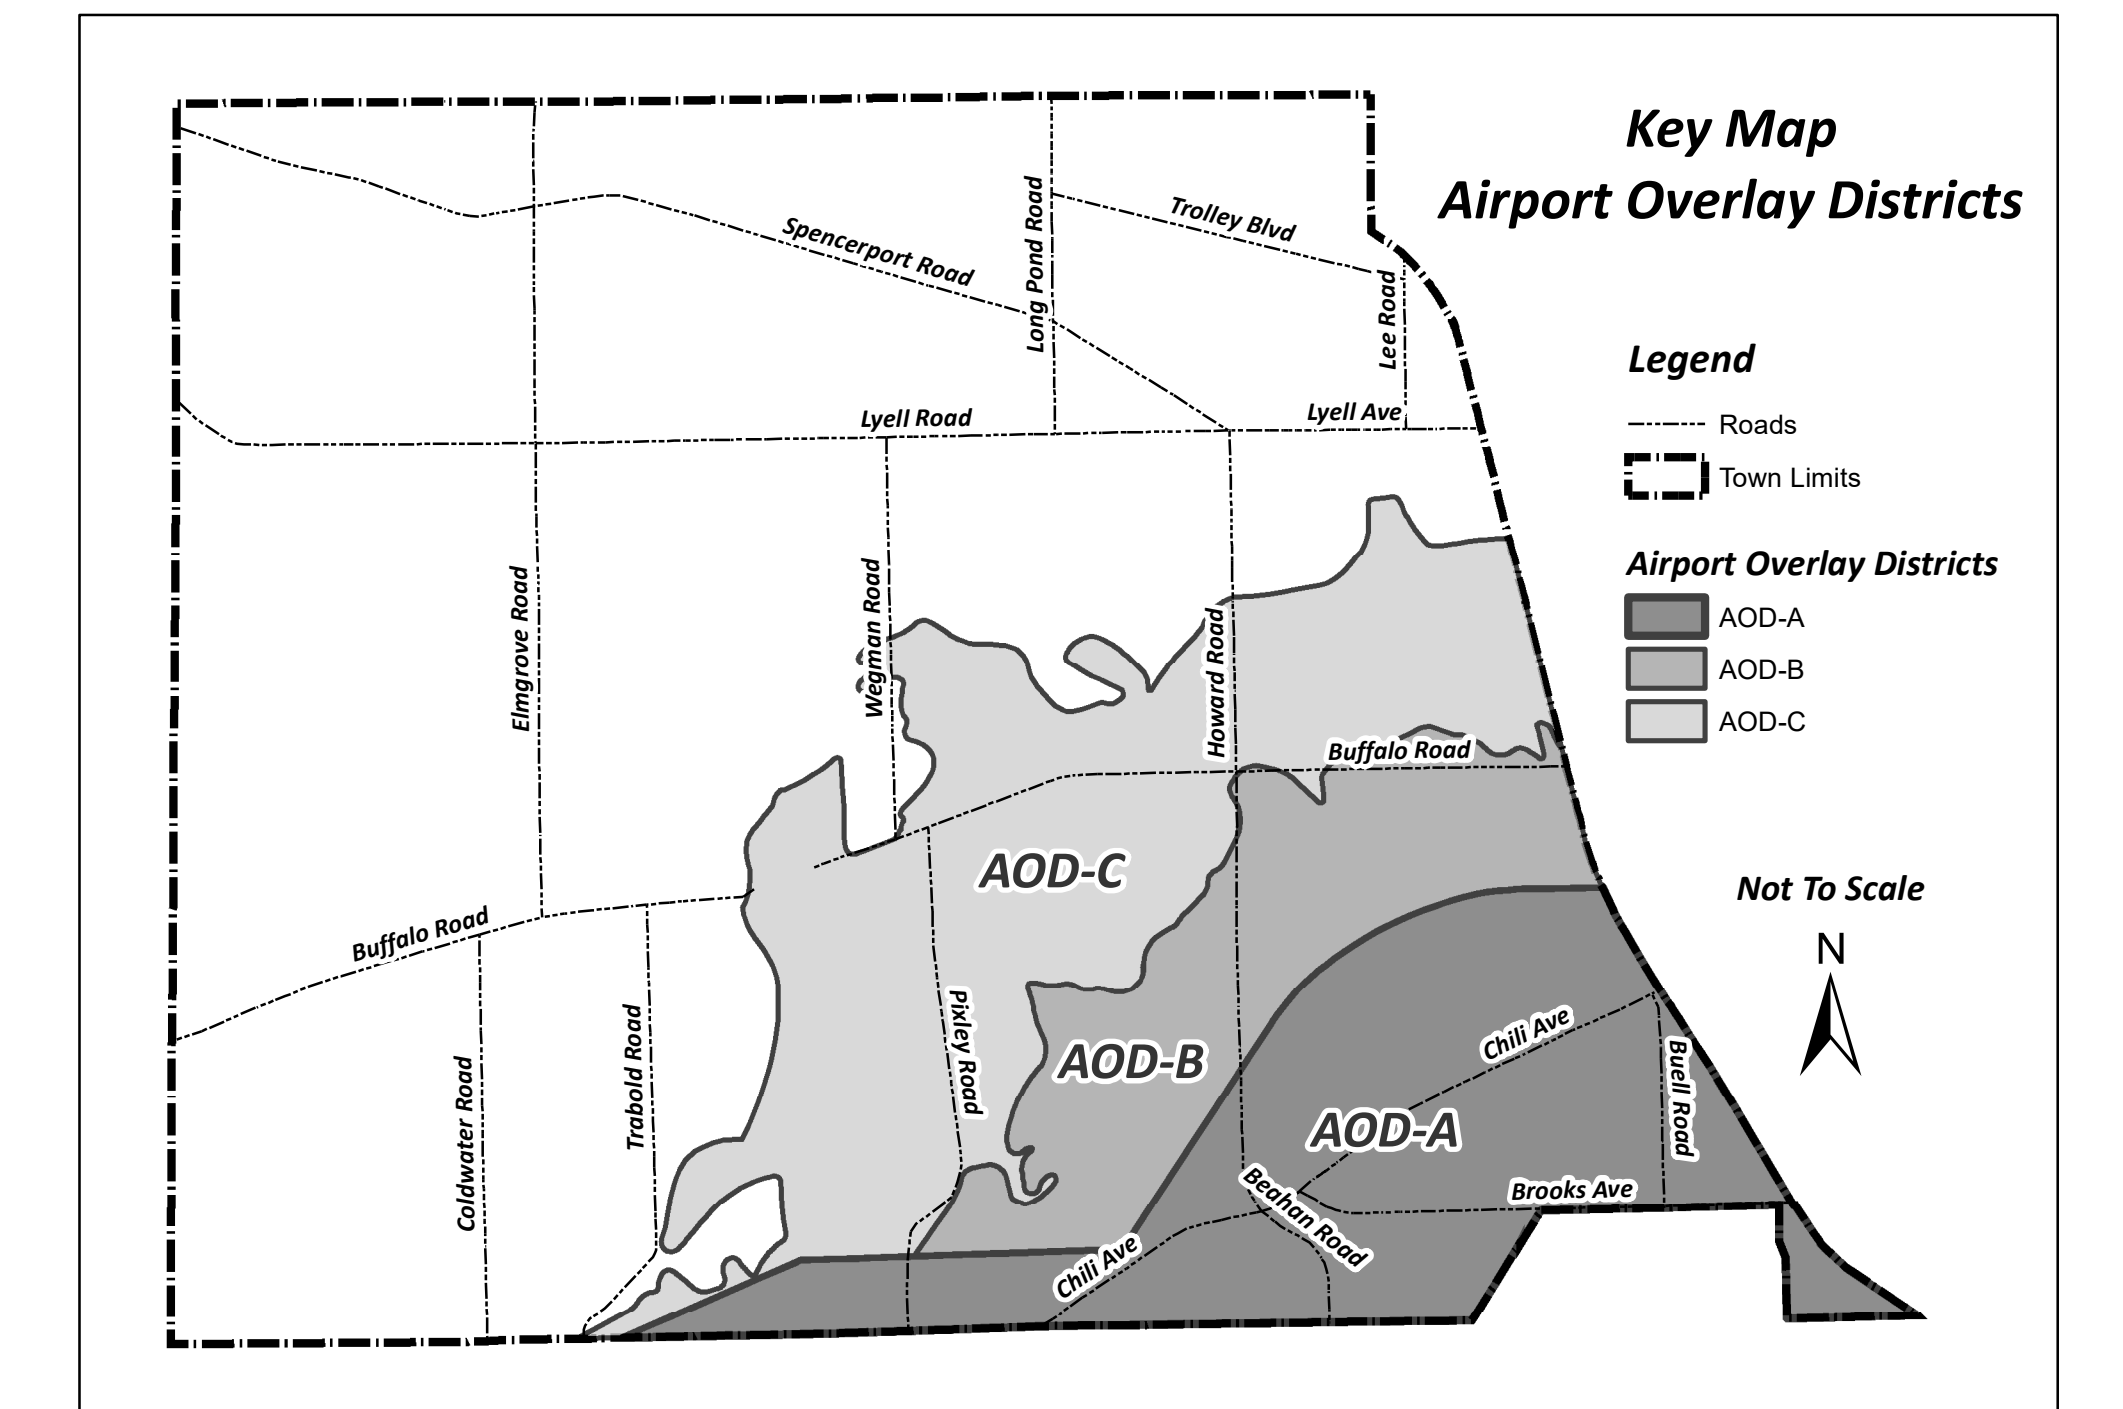 Key Map
Airport Overlay Districts
Trolley Blvd
Spencerport Road
Long Pond Road
Lee Road
Legend
Lyell Road
Lyell Ave
Roads
Town Limits
Airport Overlay Districts
AOD-A
AOD-B
AOD-C
Elmgrove Road
Wegman Road
Howard Road
Buffalo Road
AOD-C
Not To Scale
Buffalo Road
N
Pixley Road
Chili Ave
AOD-B
Trabold Road
Buell Road
AOD-A
Coldwater Road
Brooks Ave
Beahan Road
Chili Ave